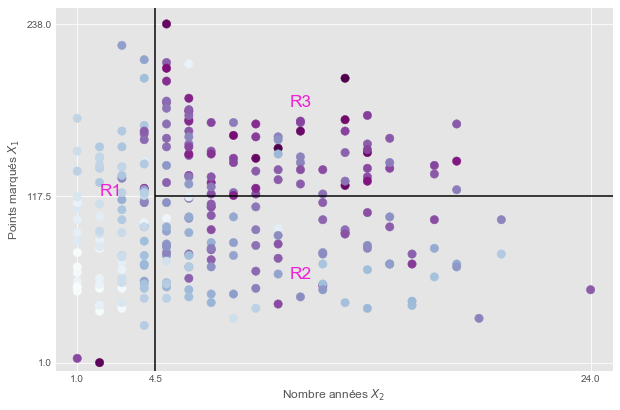 238.0
R3
Points marqués X₁
117.5
R1
R2
1.0
1.0
4.5
24.0
Nombre années X₂